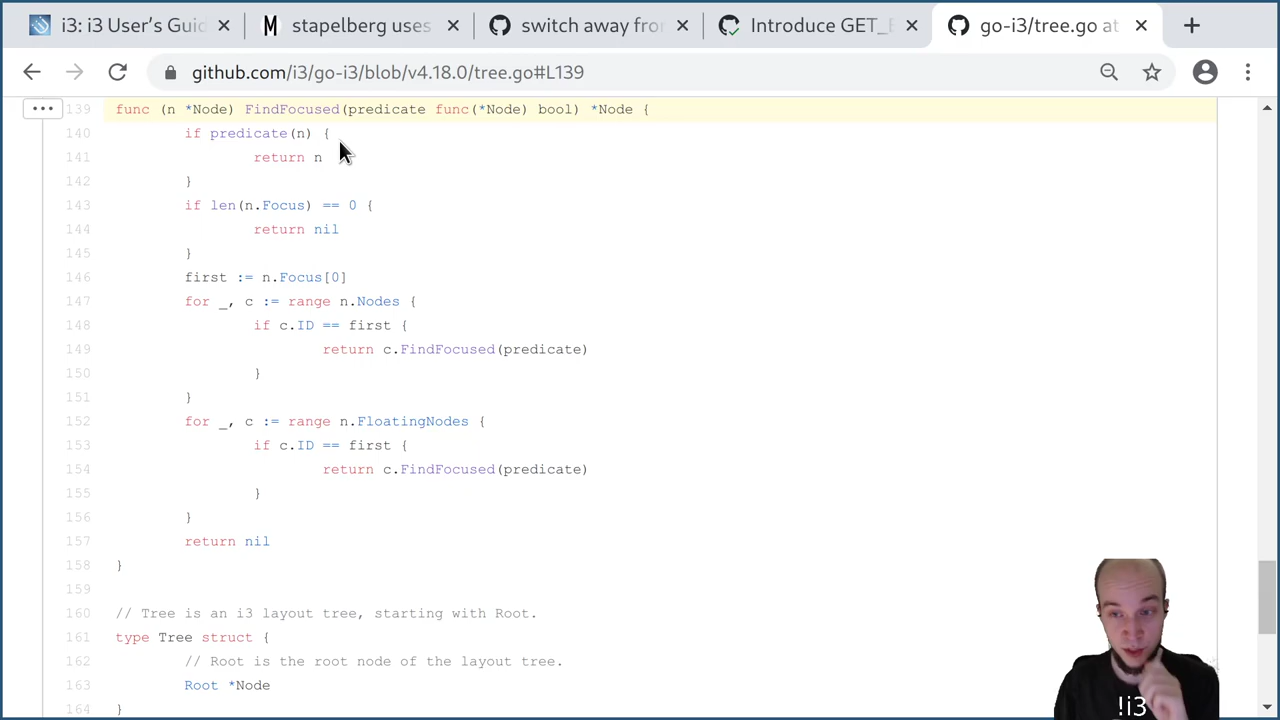 i3: i3 User's Guid
M stapelberg uses
switch away from
Introduce GET_
go-i3/tree.go at
github.com/i3/go-i3/blob/v4.18.0/tree.go#L139
139 func (n *Node) FindFocused(predicate func(*Node) bool) *Node {
140 if predicate(n) {
141 return n
142 }
143 if len(n.Focus) == 0 {
144 return nil
145 }
146 first := n.Focus[0]
147 for _, c := range n.Nodes {
148 if c.ID == first {
149 return c.FindFocused(predicate)
150 }
151 }
152 for _, c := range n.FloatingNodes {
153 if c.ID == first {
154 return c.FindFocused(predicate)
155 }
156 }
157 return nil
158 }
159
160 // Tree is an i3 layout tree, starting with Root.
161 type Tree struct {
162 // Root is the root node of the layout tree.
163 Root *Node
164 }
!i3